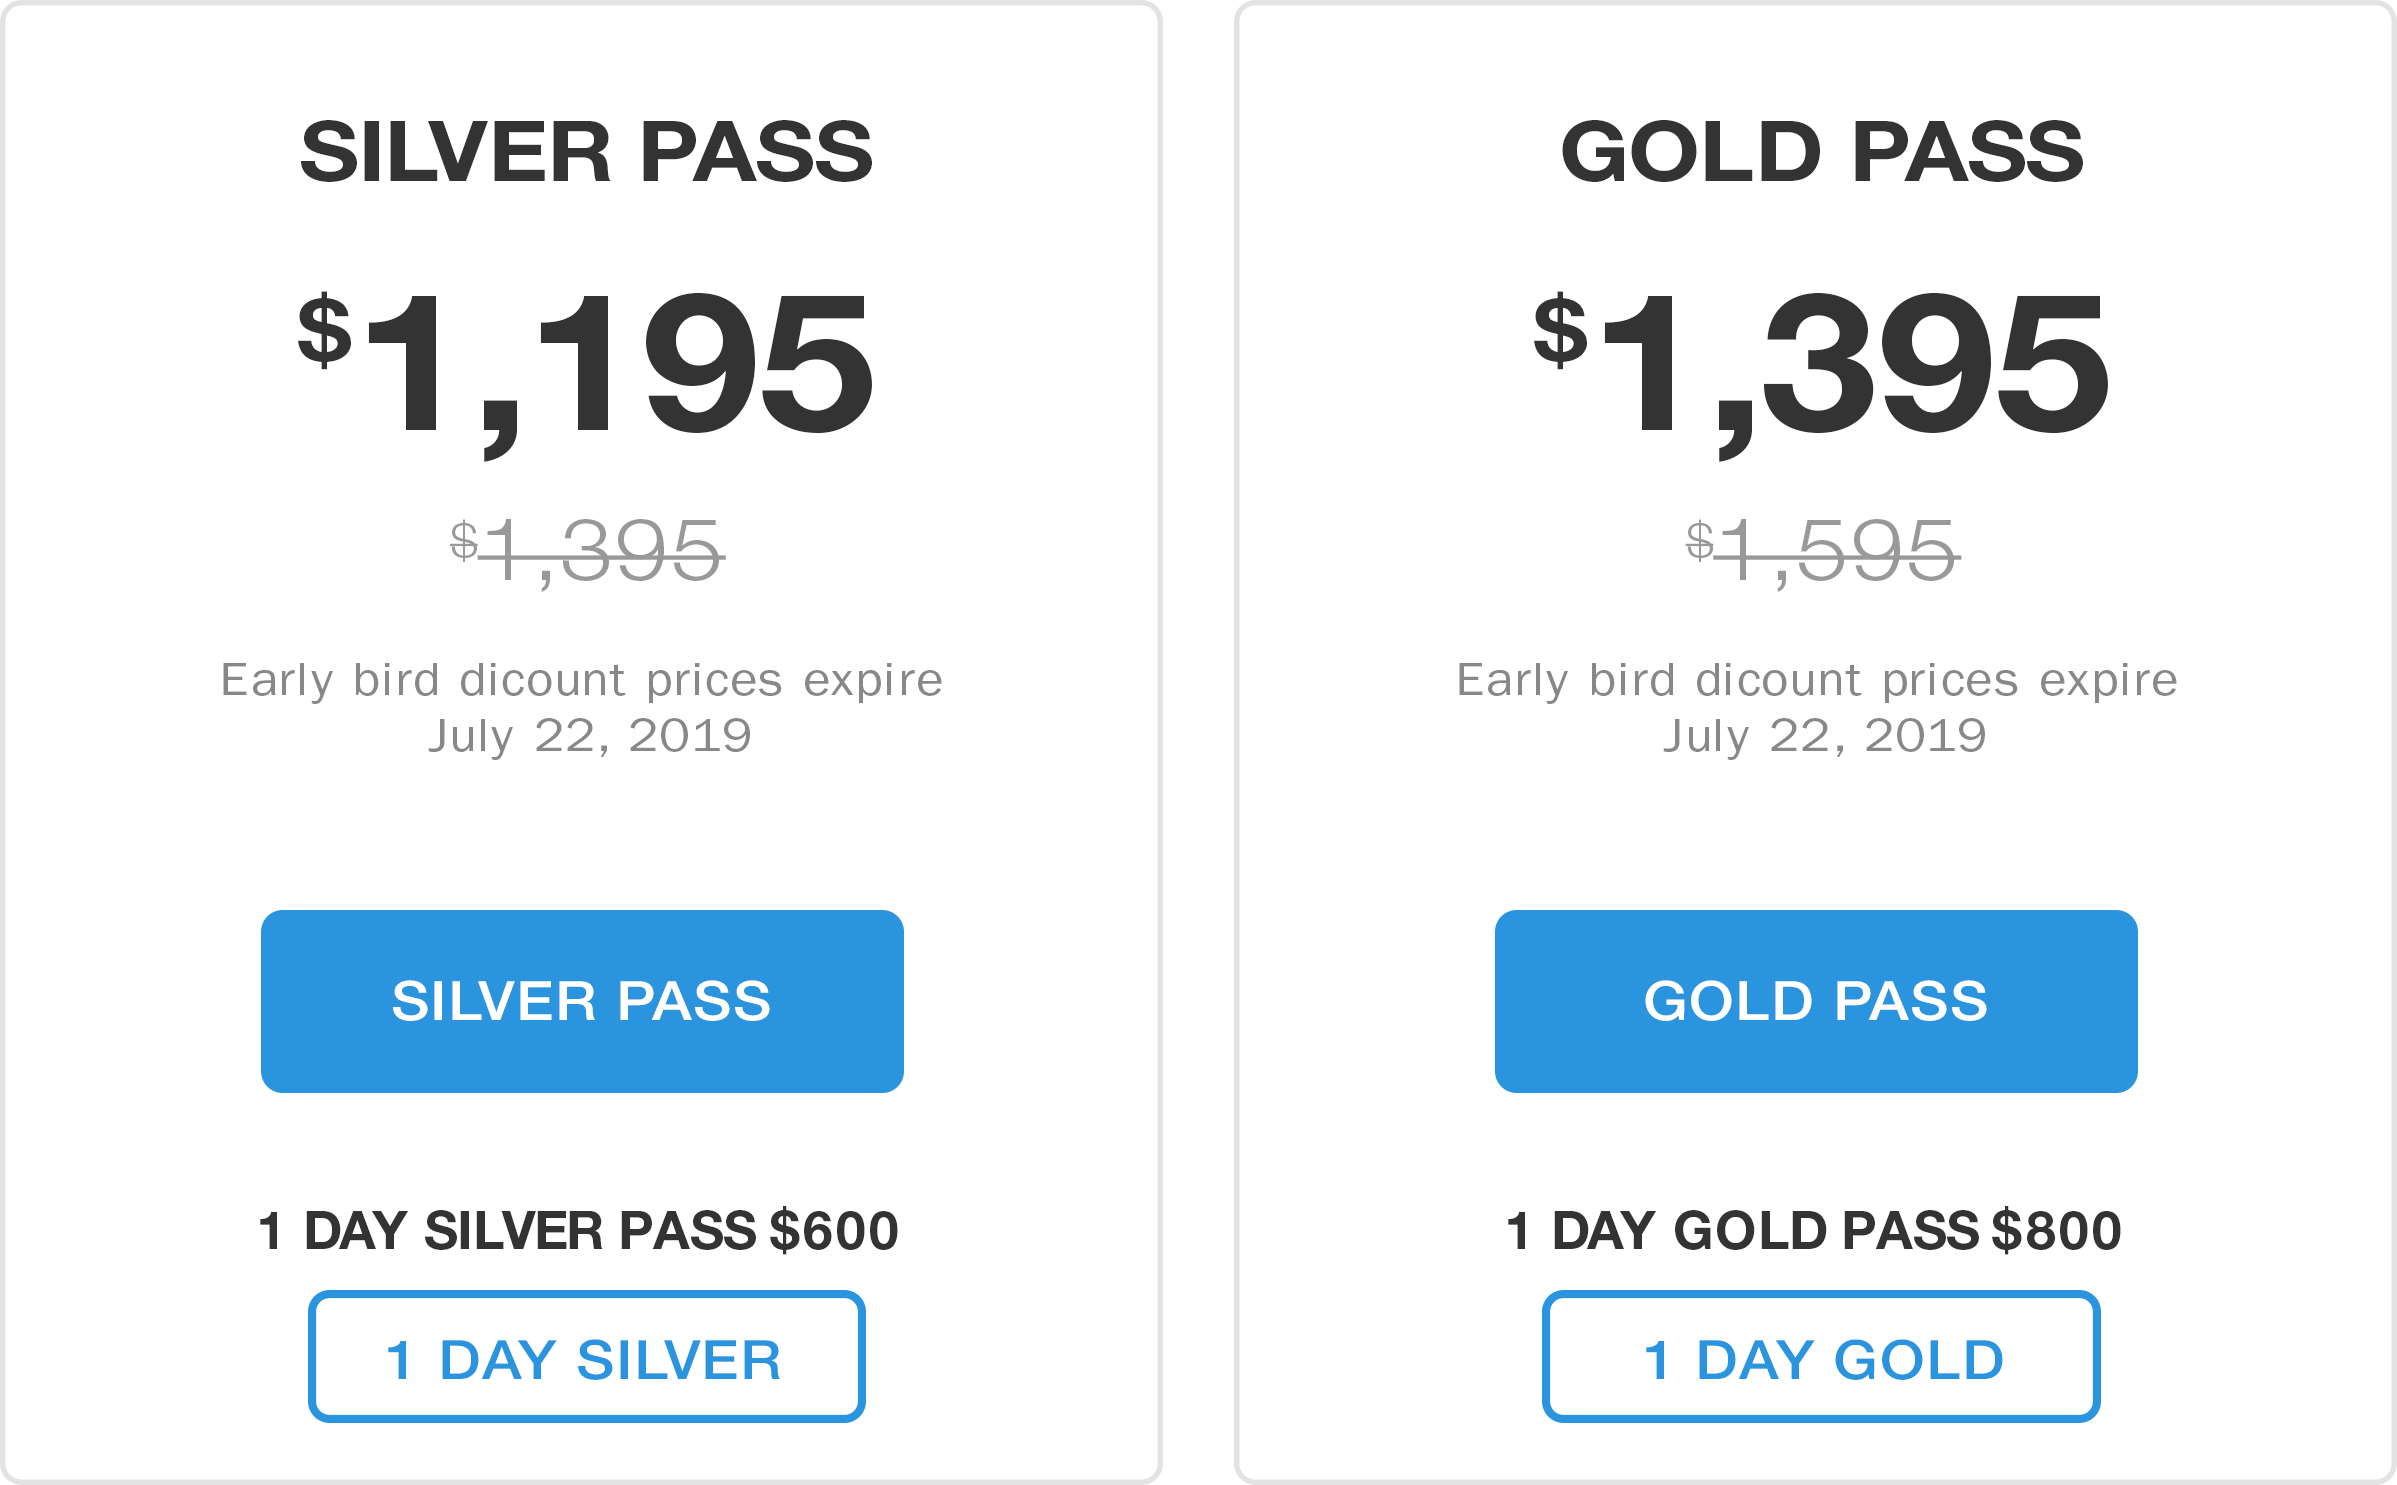 SILVER PASS
$1,195
$1,395
Early bird dicount prices expire
July 22, 2019
SILVER PASS
1 DAY SILVER PASS $600
1 DAY SILVER
GOLD PASS
$1,395
$1,595
Early bird dicount prices expire
July 22, 2019
GOLD PASS
1 DAY GOLD PASS $800
1 DAY GOLD